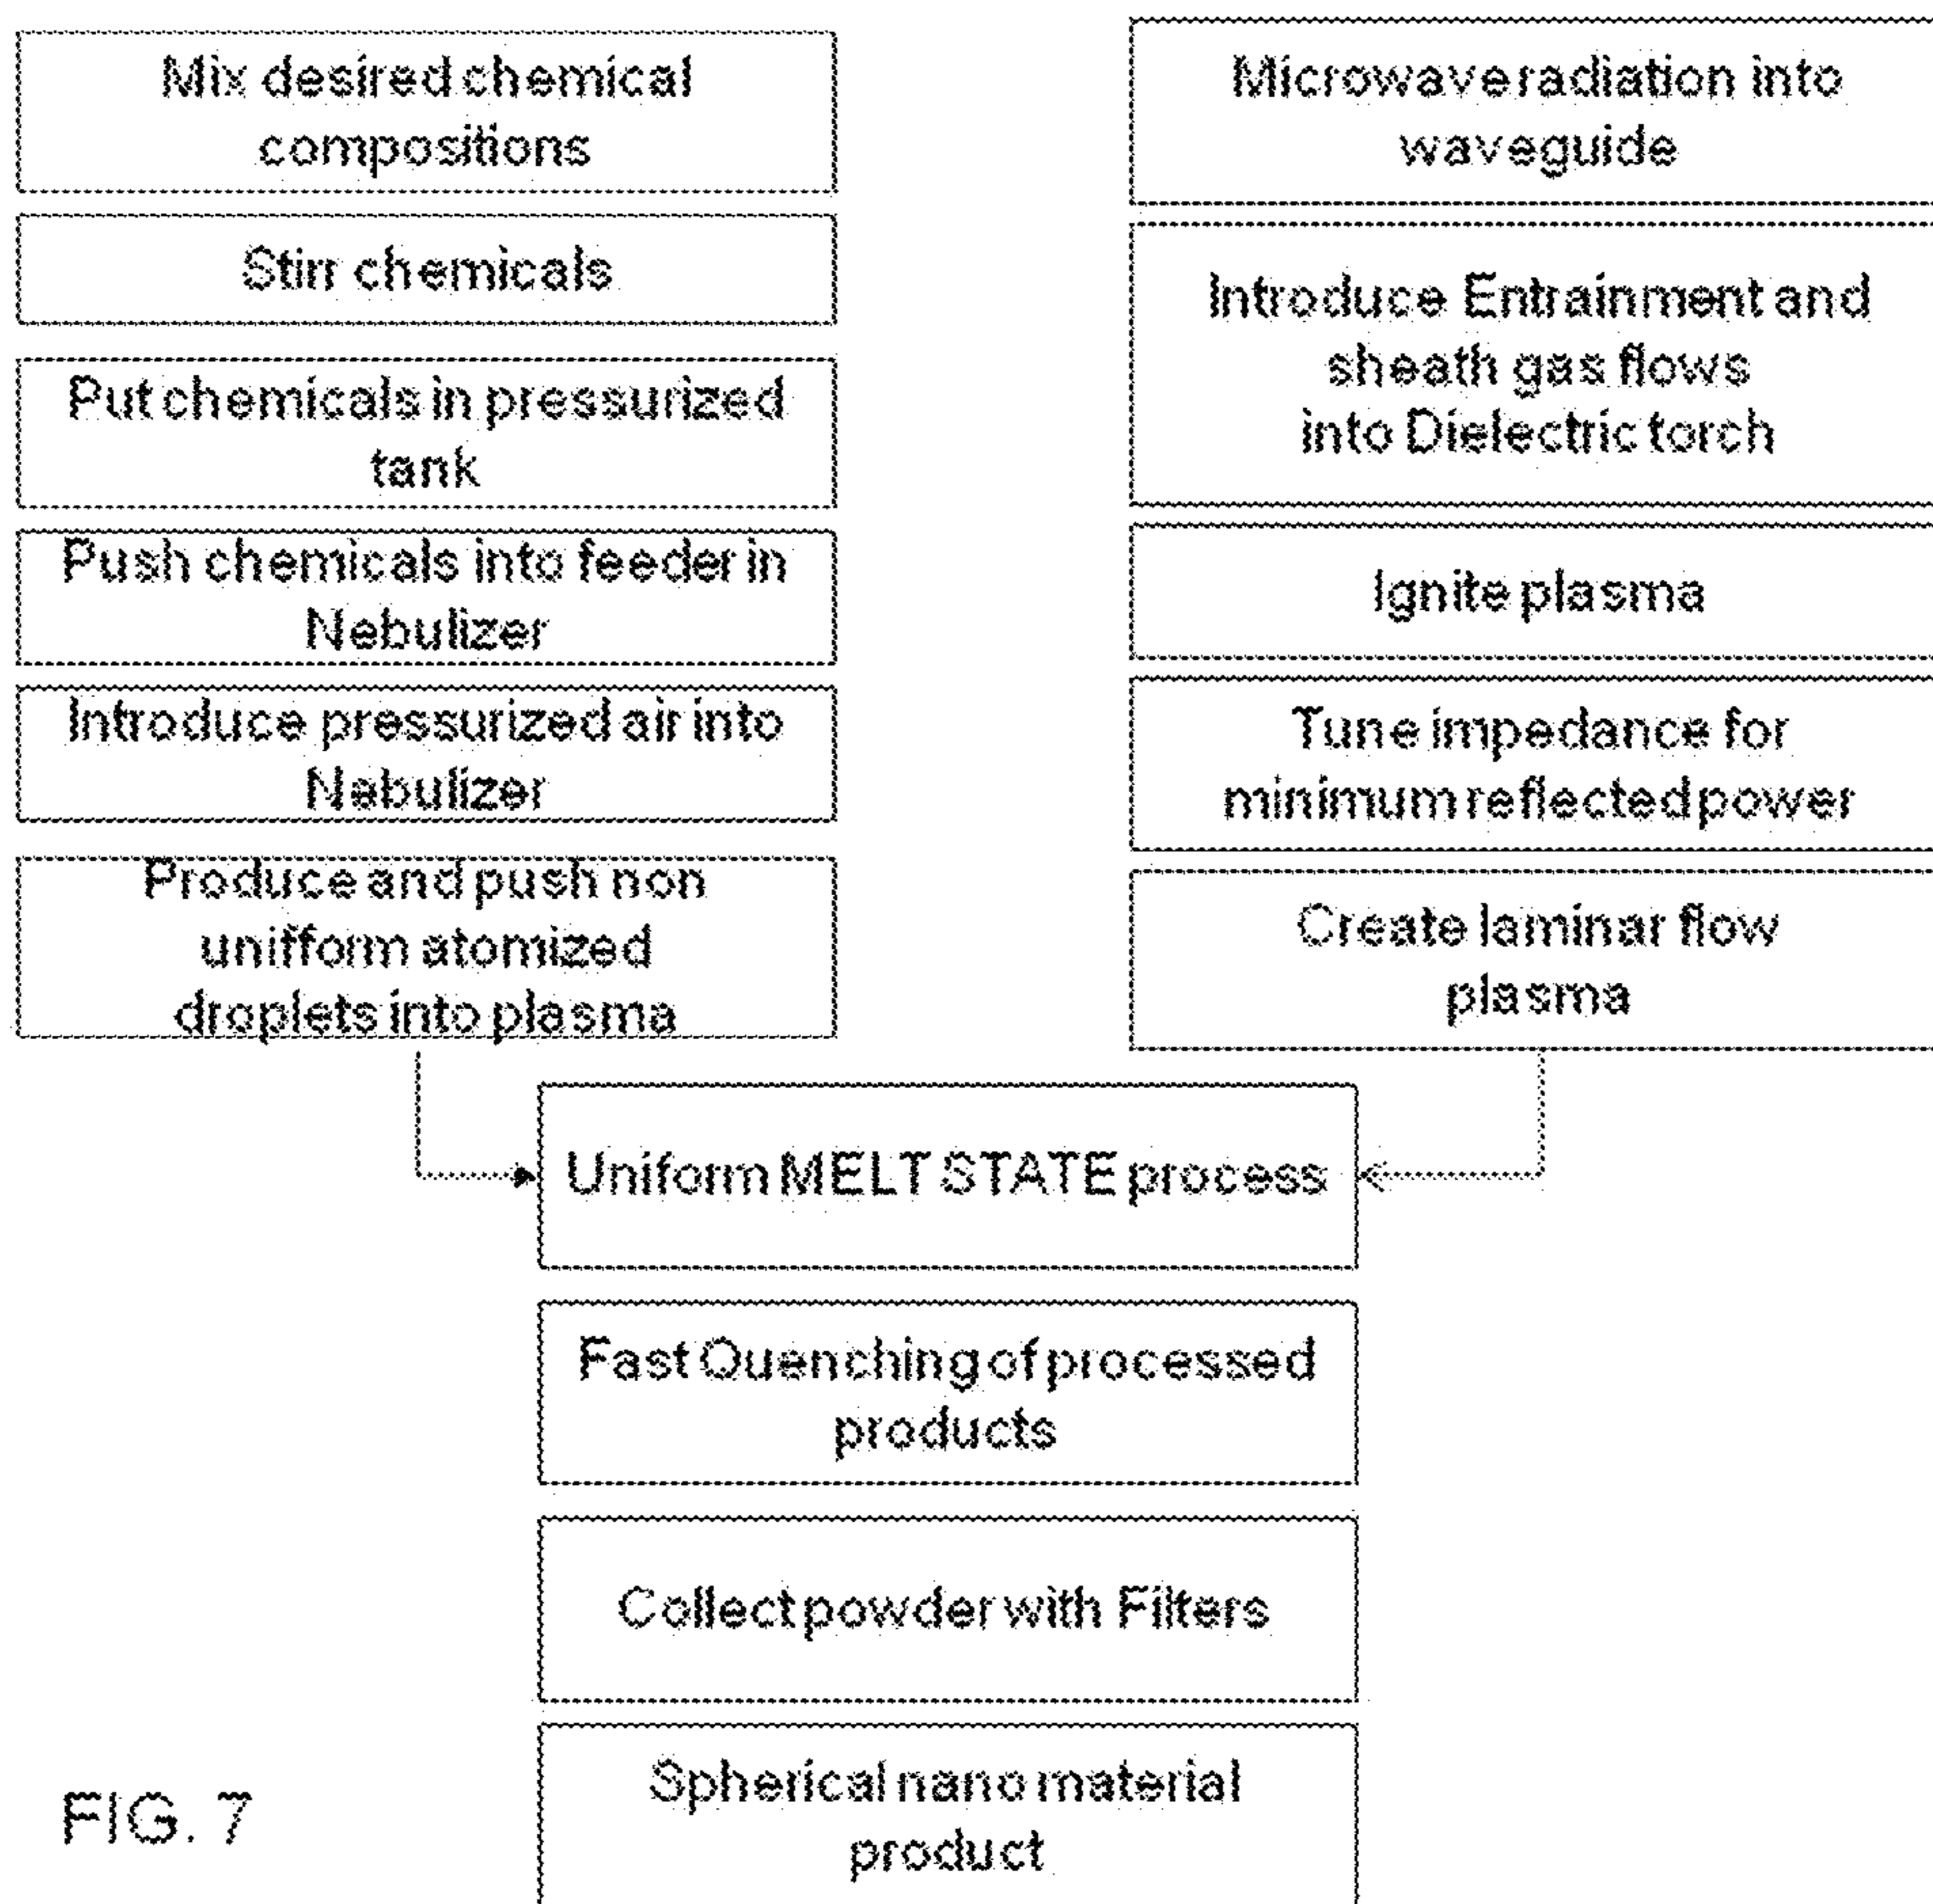 Mix desired chemical
compositions
Stirr chemicals
Put chemicals in pressurized
tank
Push chemicals into feeder in
Nebulizer
Introduce pressurized air into
Nebulizer
Produce and push non
unifform atomized
droplets into plasma
Microwave radiation into
waveguide
Introduce Entrainment and
sheath gas flows
into Dielectric torch
Ignite plasma
Tune impedance for
minimum reflected power
Create laminar flow
plasma
Uniform MELT STATE process
Fast Quenching of processed
products
Collect powder with Filters
Spherical nano material
product
FIG. 7